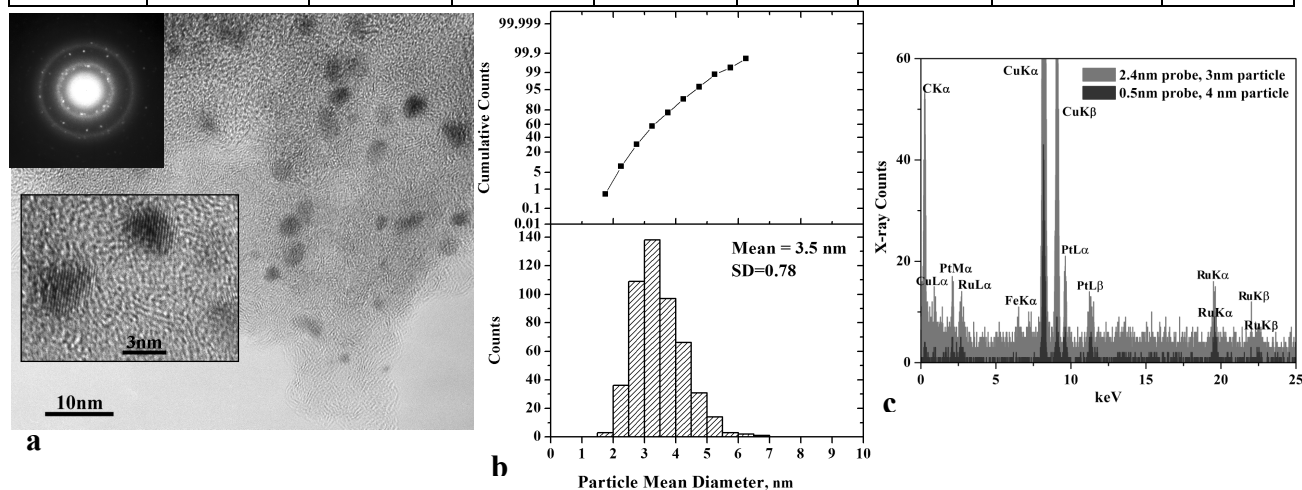 3nm
10nm
a
99,999
99.9
99
95
80
60
40
20
5
1
0.1
0.01
Cumulative Counts
140
120
100
80
60
40
20
0
Counts
Mean = 3.5 nm
SD=0.78
0 1 2 3 4 5 6 7 8 9 10
Particle Mean Diameter, nm
b
60
40
20
0
X-ray Counts
2.4nm probe, 3nm particle
0.5nm probe, 4 nm particle
CKα
CuKα
CuKβ
CuLα
PtMα
RuLα
FeKα
PtLα
PtLβ
RuKα
RuKα
RuKβ
RuKβ
0 5 10 15 20 25
keV
c